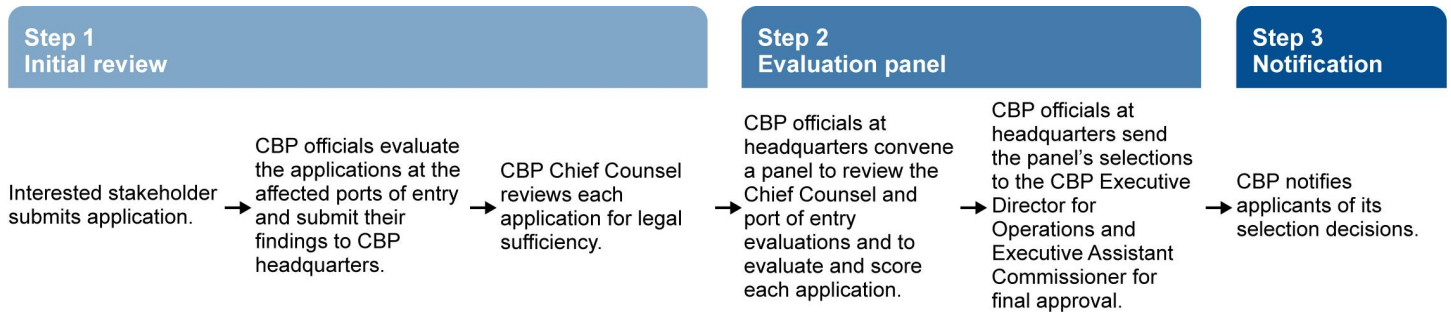 Step 1
Initial review
Step 2
Evaluation panel
Step 3
Notification
Interested stakeholder
submits application.
CBP officials evaluate
the applications at the
affected ports of entry
and submit their
findings to CBP
headquarters.
CBP Chief Counsel
reviews each
application for legal
sufficiency.
CBP officials at
headquarters convene
a panel to review the
Chief Counsel and
port of entry
evaluations and to
evaluate and score
each application.
CBP officials at
headquarters send
the panel’s selections
to the CBP Executive
Director for
Operations and
Executive Assistant
Commissioner for
final approval.
CBP notifies
applicants of its
selection decisions.